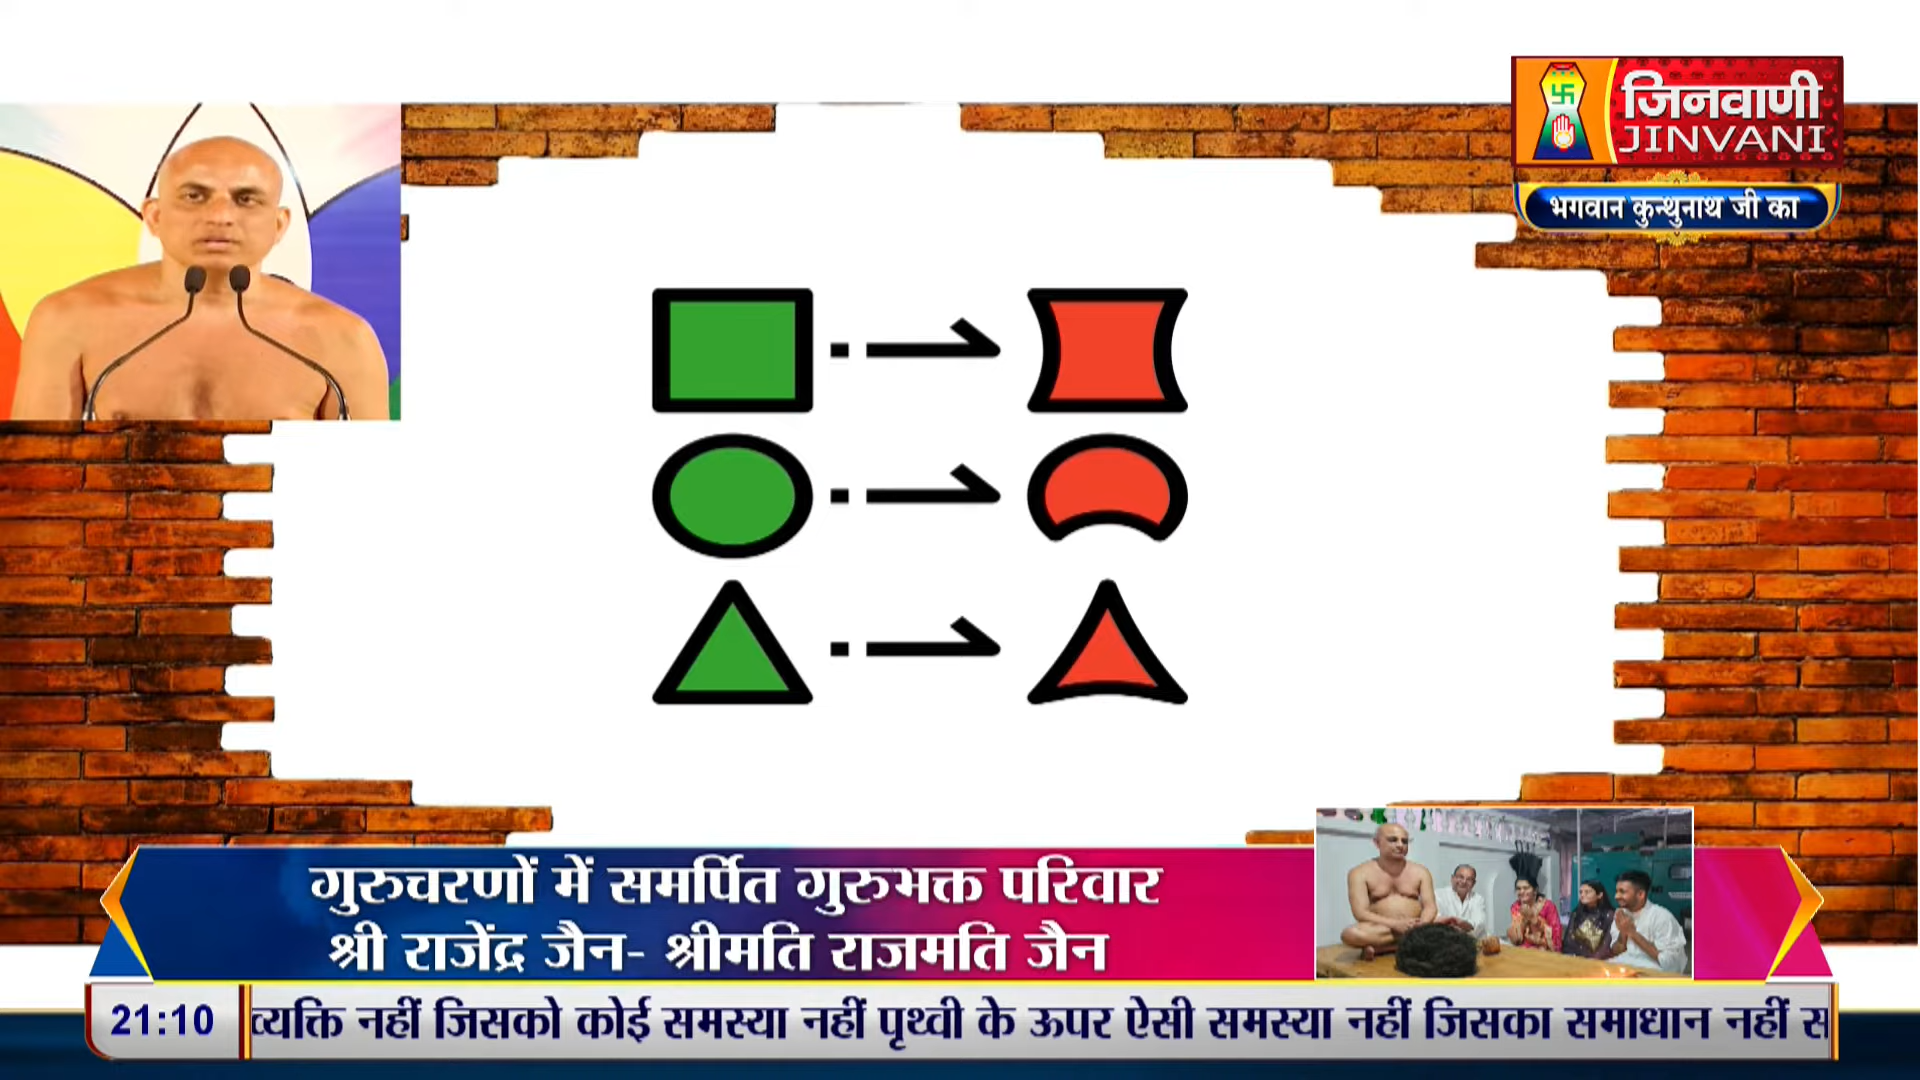 जिनवाणी
JINVANI
भगवान कुन्थुनाथ जी का
गुरुचरणों में समर्पित गुरुभक्त परिवार
श्री राजेंद्र जैन- श्रीमति राजमति जैन
21:10
व्यक्ति नहीं जिसको कोई समस्या नहीं पृथ्वी के ऊपर ऐसी समस्या नहीं जिसका समाधान नहीं